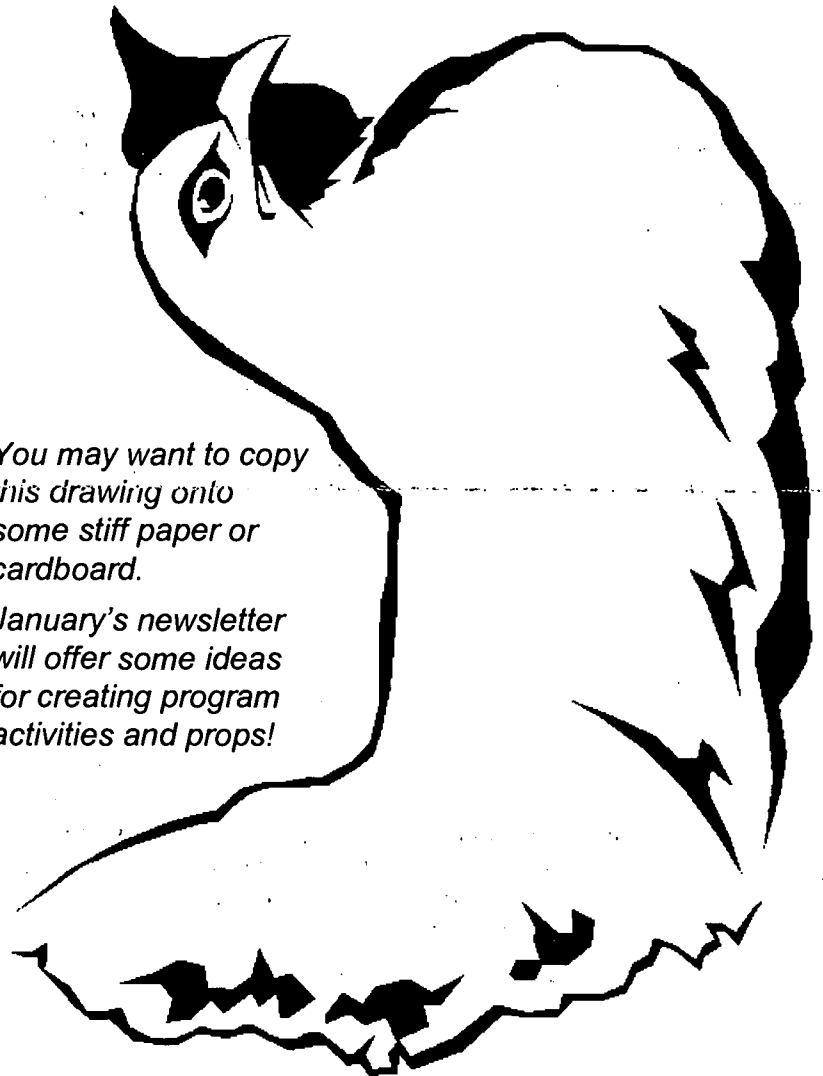 You may want to copy
this drawing onto
some stiff paper or
cardboard.
January's newsletter
will offer some ideas
for creating program
activities and props!